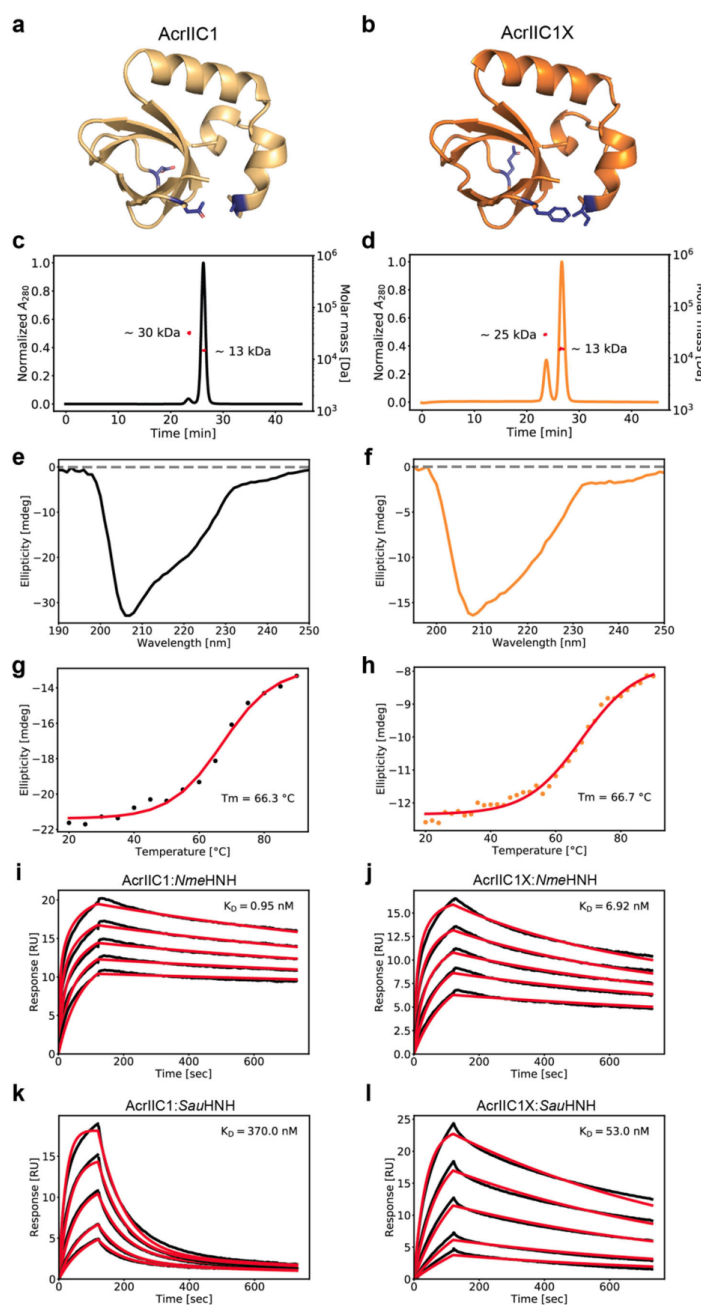 a
AcrIIC1
b
AcrIIC1X
c
Normalized A280
1.0
0.8
0.6
0.4
0.2
0.0
~ 30 kDa
~ 13 kDa
10^6
10^5
10^4
10^3
Molar mass [Da]
0 10 20 30 40
Time [min]
d
Normalized A280
1.0
0.8
0.6
0.4
0.2
0.0
~ 25 kDa
~ 13 kDa
10^6
10^5
10^4
10^3
Molar mass [Da]
0 10 20 30 40
Time [min]
e
Ellipticity [mdeg]
0
−10
−20
−30
190 200 210 220 230 240 250
Wavelength [nm]
f
Ellipticity [mdeg]
0
−5
−10
−15
200 210 220 230 240 250
Wavelength [nm]
g
Ellipticity [mdeg]
−14
−16
−18
−20
−22
Tm = 66.3 °C
20 40 60 80
Temperature [°C]
h
Ellipticity [mdeg]
−8
−9
−10
−11
−12
Tm = 66.7 °C
20 40 60 80
Temperature [°C]
i
AcrIIC1:NmeHNH
Response [RU]
20
15
10
5
0
KD = 0.95 nM
0 200 400 600
Time [sec]
j
AcrIIC1X:NmeHNH
Response [RU]
15.0
12.5
10.0
7.5
5.0
2.5
0.0
KD = 6.92 nM
0 200 400 600
Time [sec]
k
AcrIIC1:SauHNH
Response [RU]
15
10
5
0
KD = 370.0 nM
0 200 400 600
Time [sec]
l
AcrIIC1X:SauHNH
Response [RU]
25
20
15
10
5
0
KD = 53.0 nM
0 200 400 600
Time [sec]